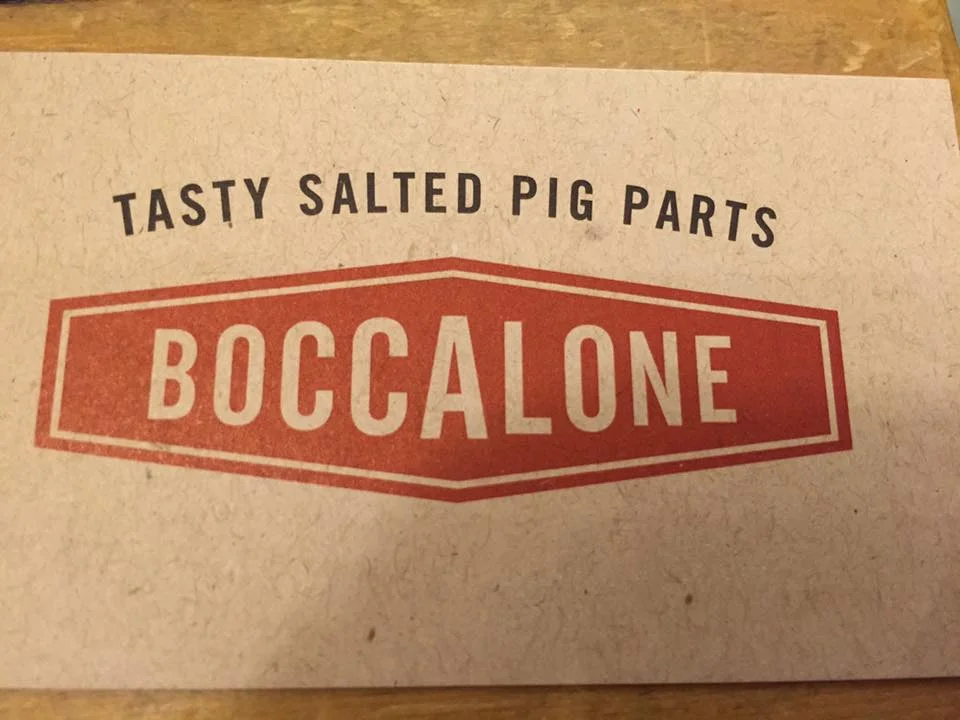 TASTY SALTED PIG PARTS
BOCCALONE